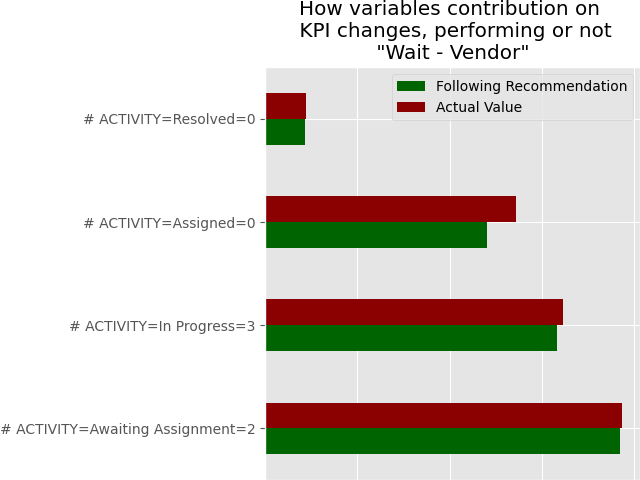 How variables contribution on
KPI changes, performing or not
"Wait - Vendor"
Following Recommendation
Actual Value
# ACTIVITY=Resolved=0
# ACTIVITY=Assigned=0
# ACTIVITY=In Progress=3
# ACTIVITY=Awaiting Assignment=2